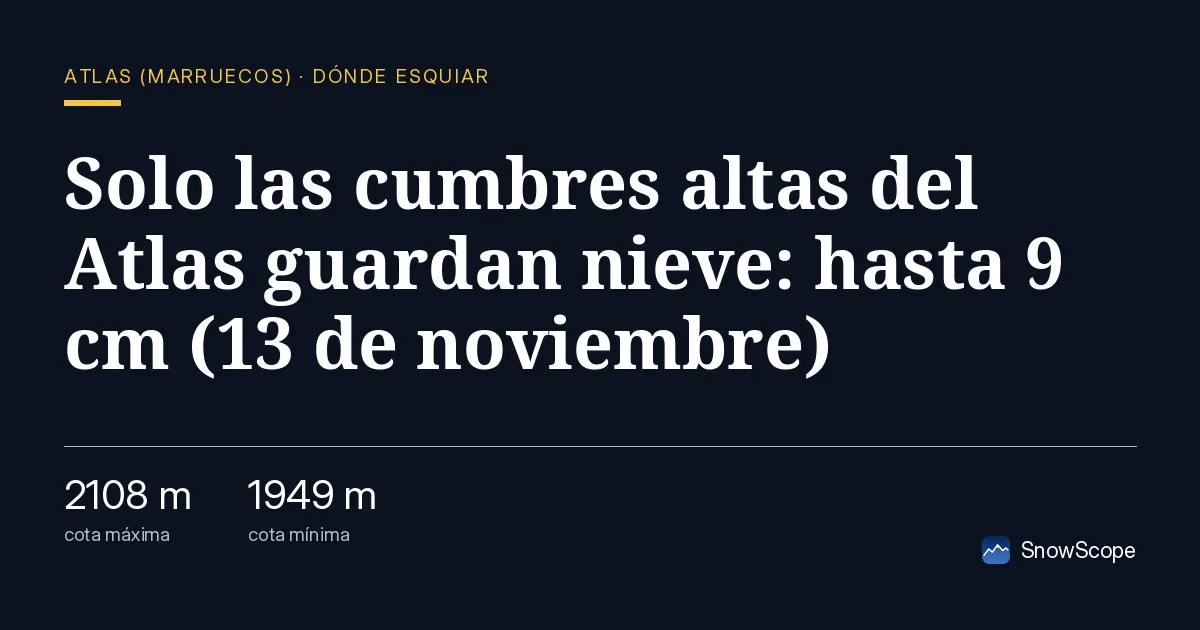 ATLAS (MARRUECOS) · DÓNDE ESQUIAR
Solo las cumbres altas del
Atlas guardan nieve: hasta 9
cm (13 de noviembre)
2108 m
cota máxima
1949 m
cota mínima
SnowScope